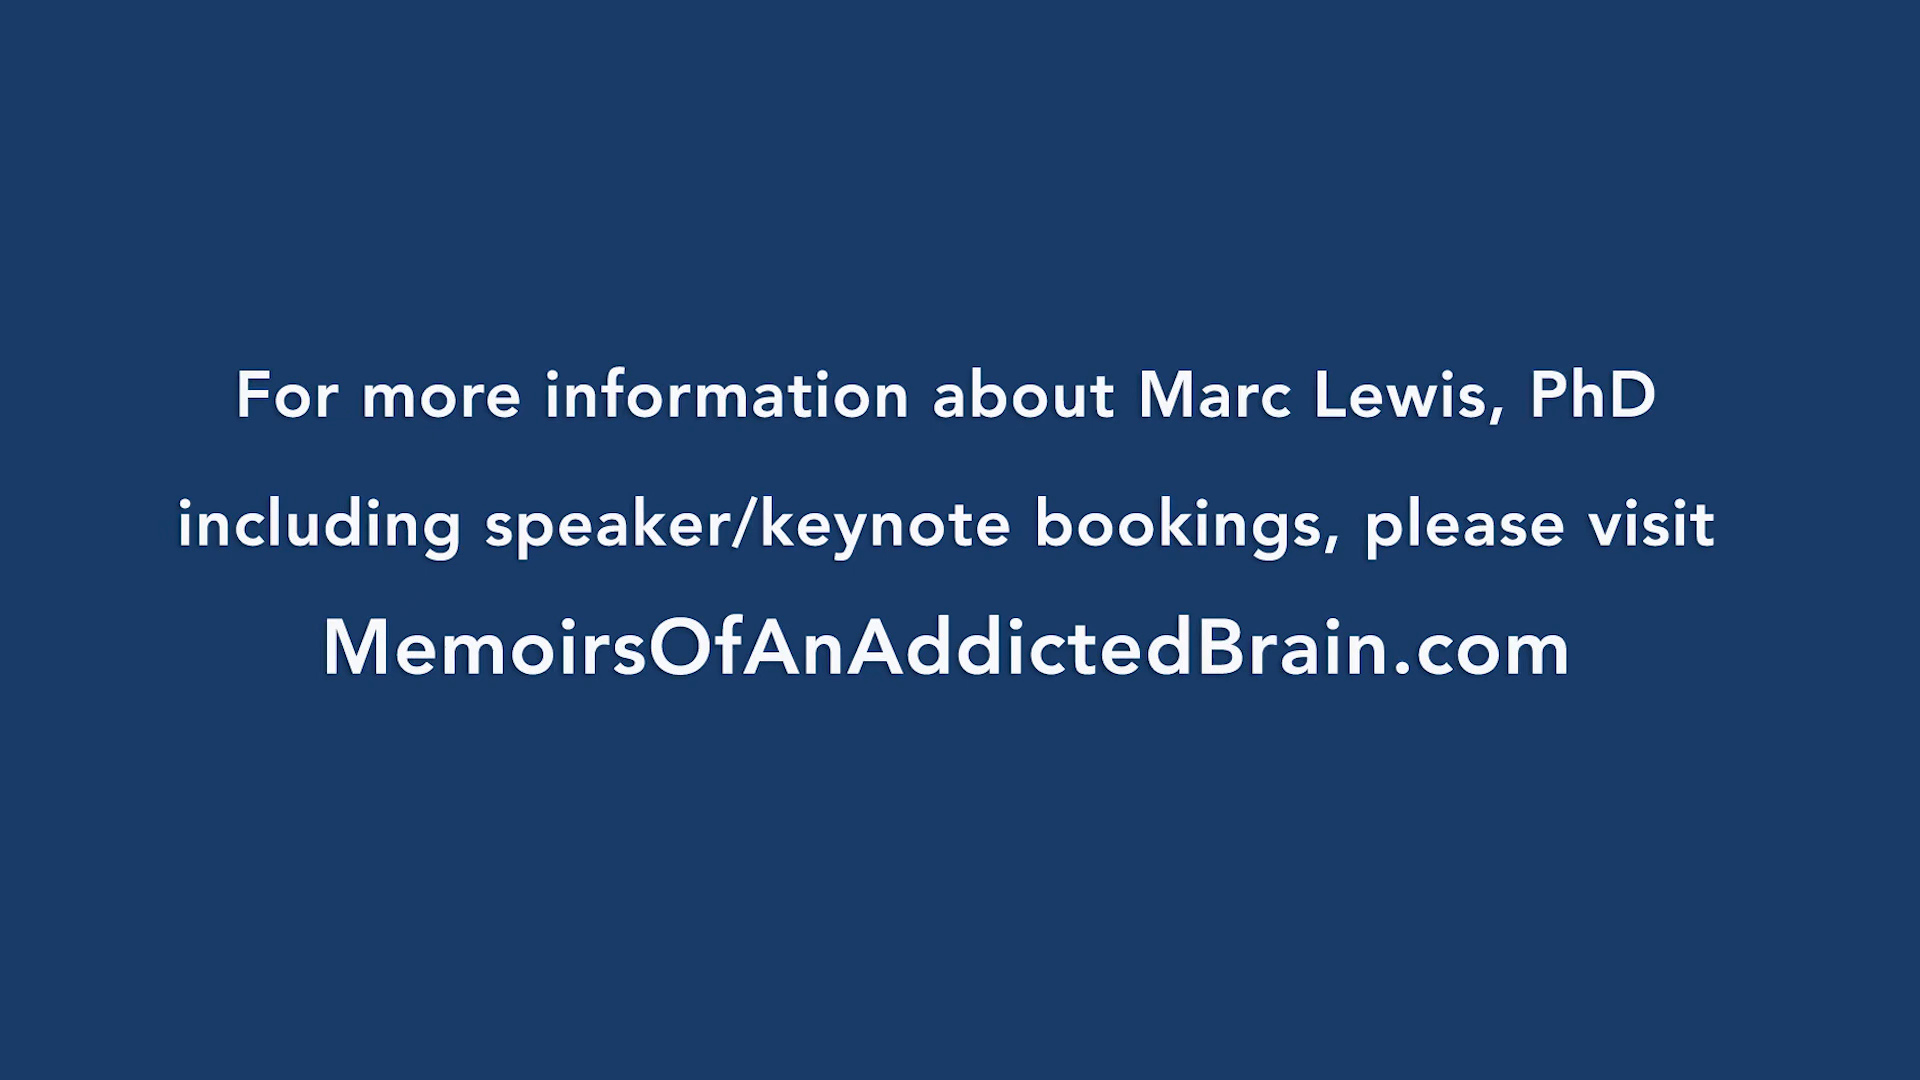 For more information about Marc Lewis, PhD
including speaker/keynote bookings, please visit
MemoirsOfAnAddictedBrain.com